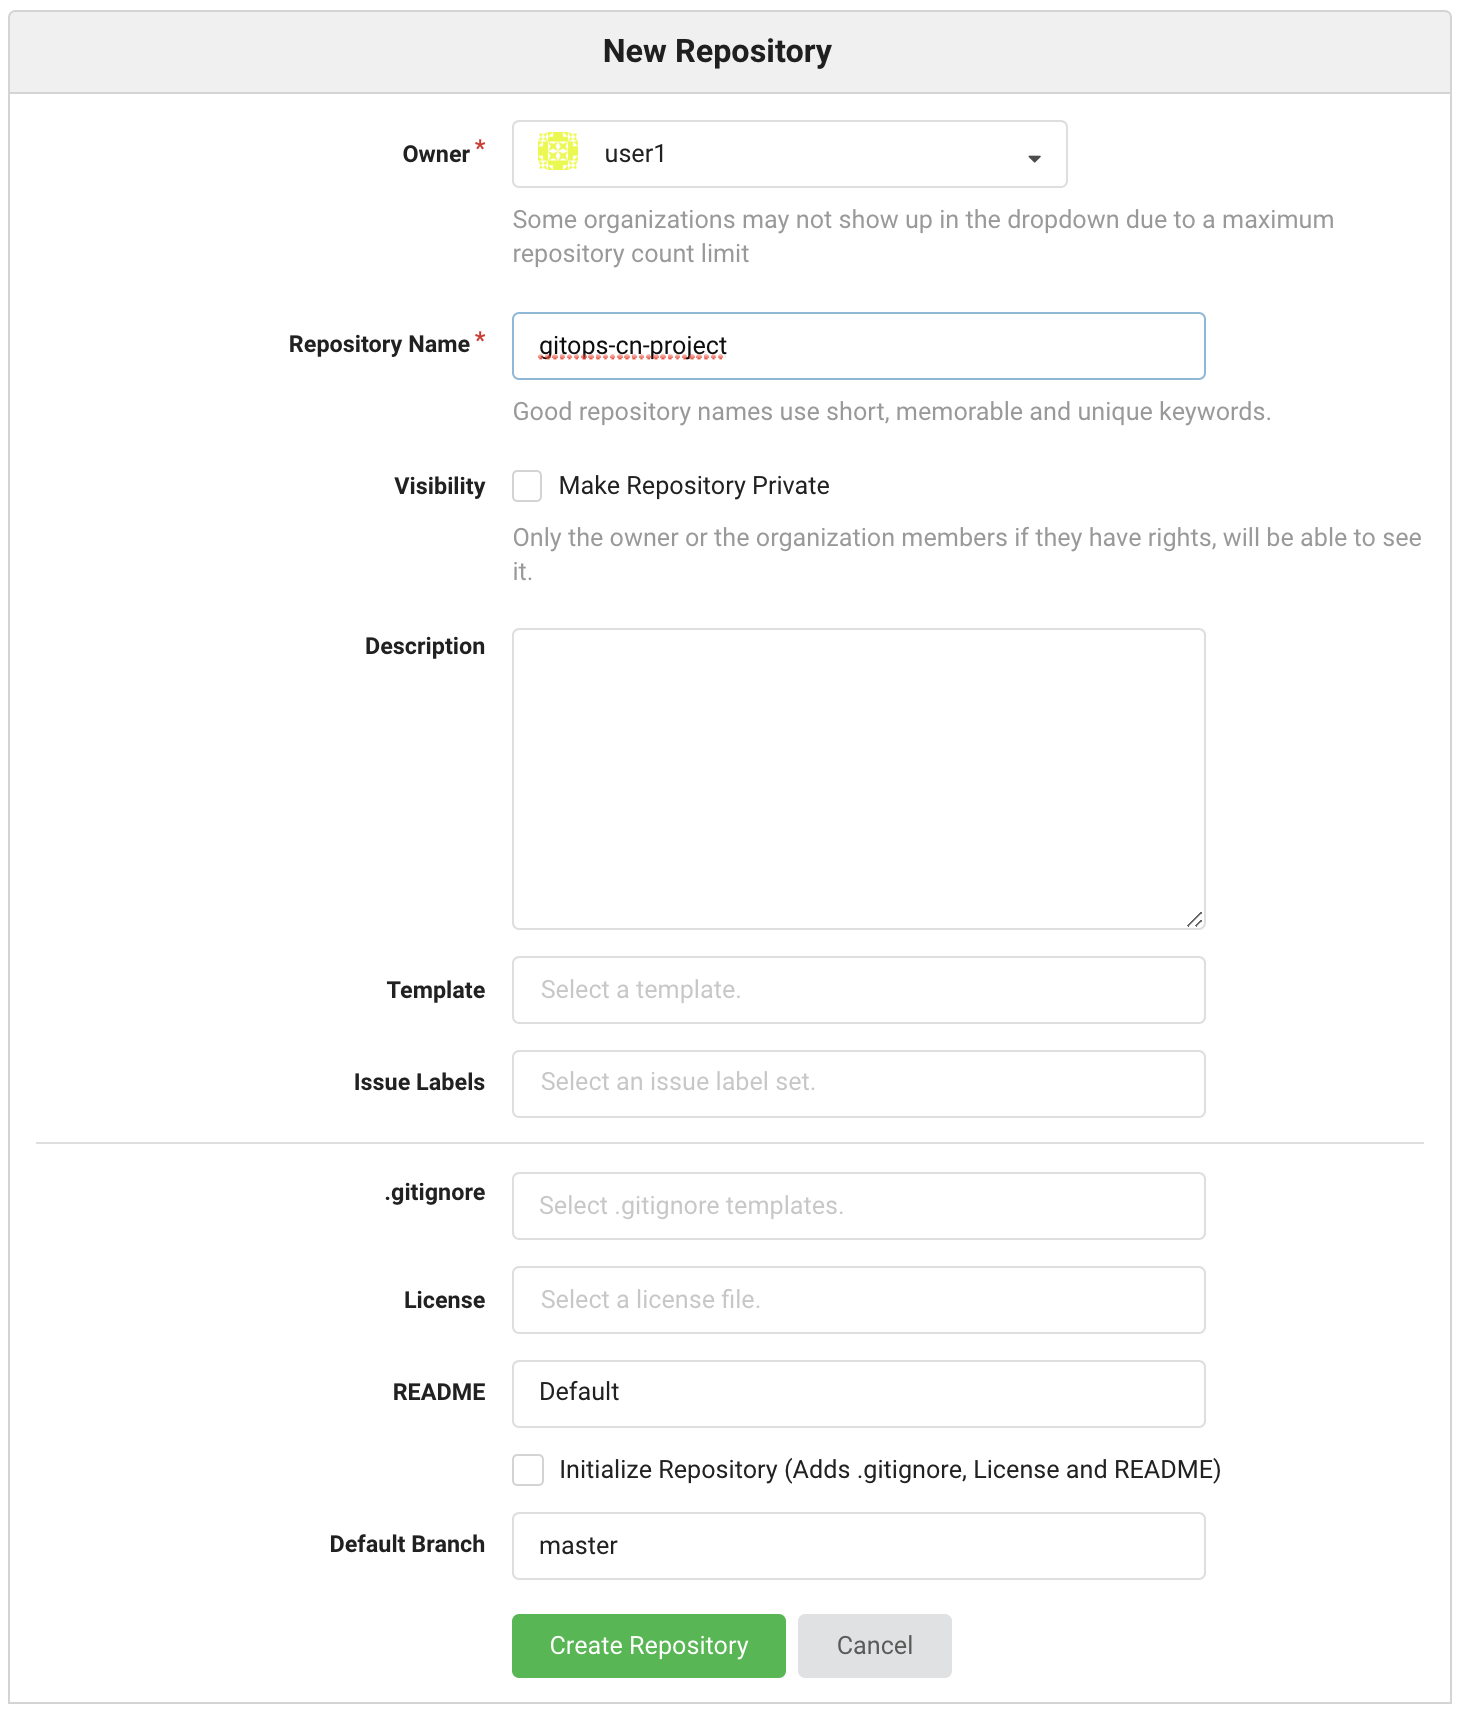 New Repository
Owner *
user1
Some organizations may not show up in the dropdown due to a maximum
repository count limit
Repository Name *
gitops-cn-project
Good repository names use short, memorable and unique keywords.
Visibility
Make Repository Private
Only the owner or the organization members if they have rights, will be able to see
it.
Description
Template
Select a template.
Issue Labels
Select an issue label set.
.gitignore
Select .gitignore templates.
License
Select a license file.
README
Default
Initialize Repository (Adds .gitignore, License and README)
Default Branch
master
Create Repository
Cancel